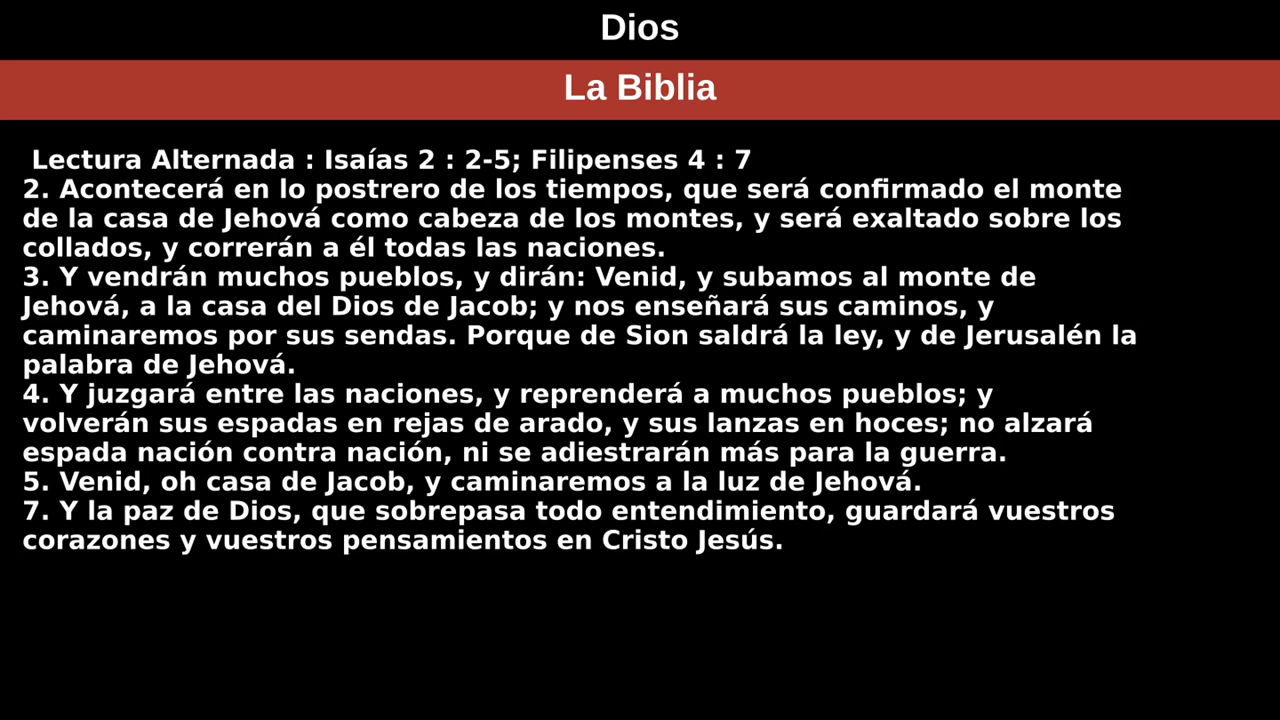 Dios
La Biblia
Lectura Alternada : Isaías 2 : 2-5; Filipenses 4 : 7
2. Acontecerá en lo postrero de los tiempos, que será confirmado el monte
de la casa de Jehová como cabeza de los montes, y será exaltado sobre los
collados, y correrán a él todas las naciones.
3. Y vendrán muchos pueblos, y dirán: Venid, y subamos al monte de
Jehová, a la casa del Dios de Jacob; y nos enseñará sus caminos, y
caminaremos por sus sendas. Porque de Sion saldrá la ley, y de Jerusalén la
palabra de Jehová.
4. Y juzgará entre las naciones, y reprenderá a muchos pueblos; y
volverán sus espadas en rejas de arado, y sus lanzas en hoces; no alzará
espada nación contra nación, ni se adiestrarán más para la guerra.
5. Venid, oh casa de Jacob, y caminaremos a la luz de Jehová.
7. Y la paz de Dios, que sobrepasa todo entendimiento, guardará vuestros
corazones y vuestros pensamientos en Cristo Jesús.